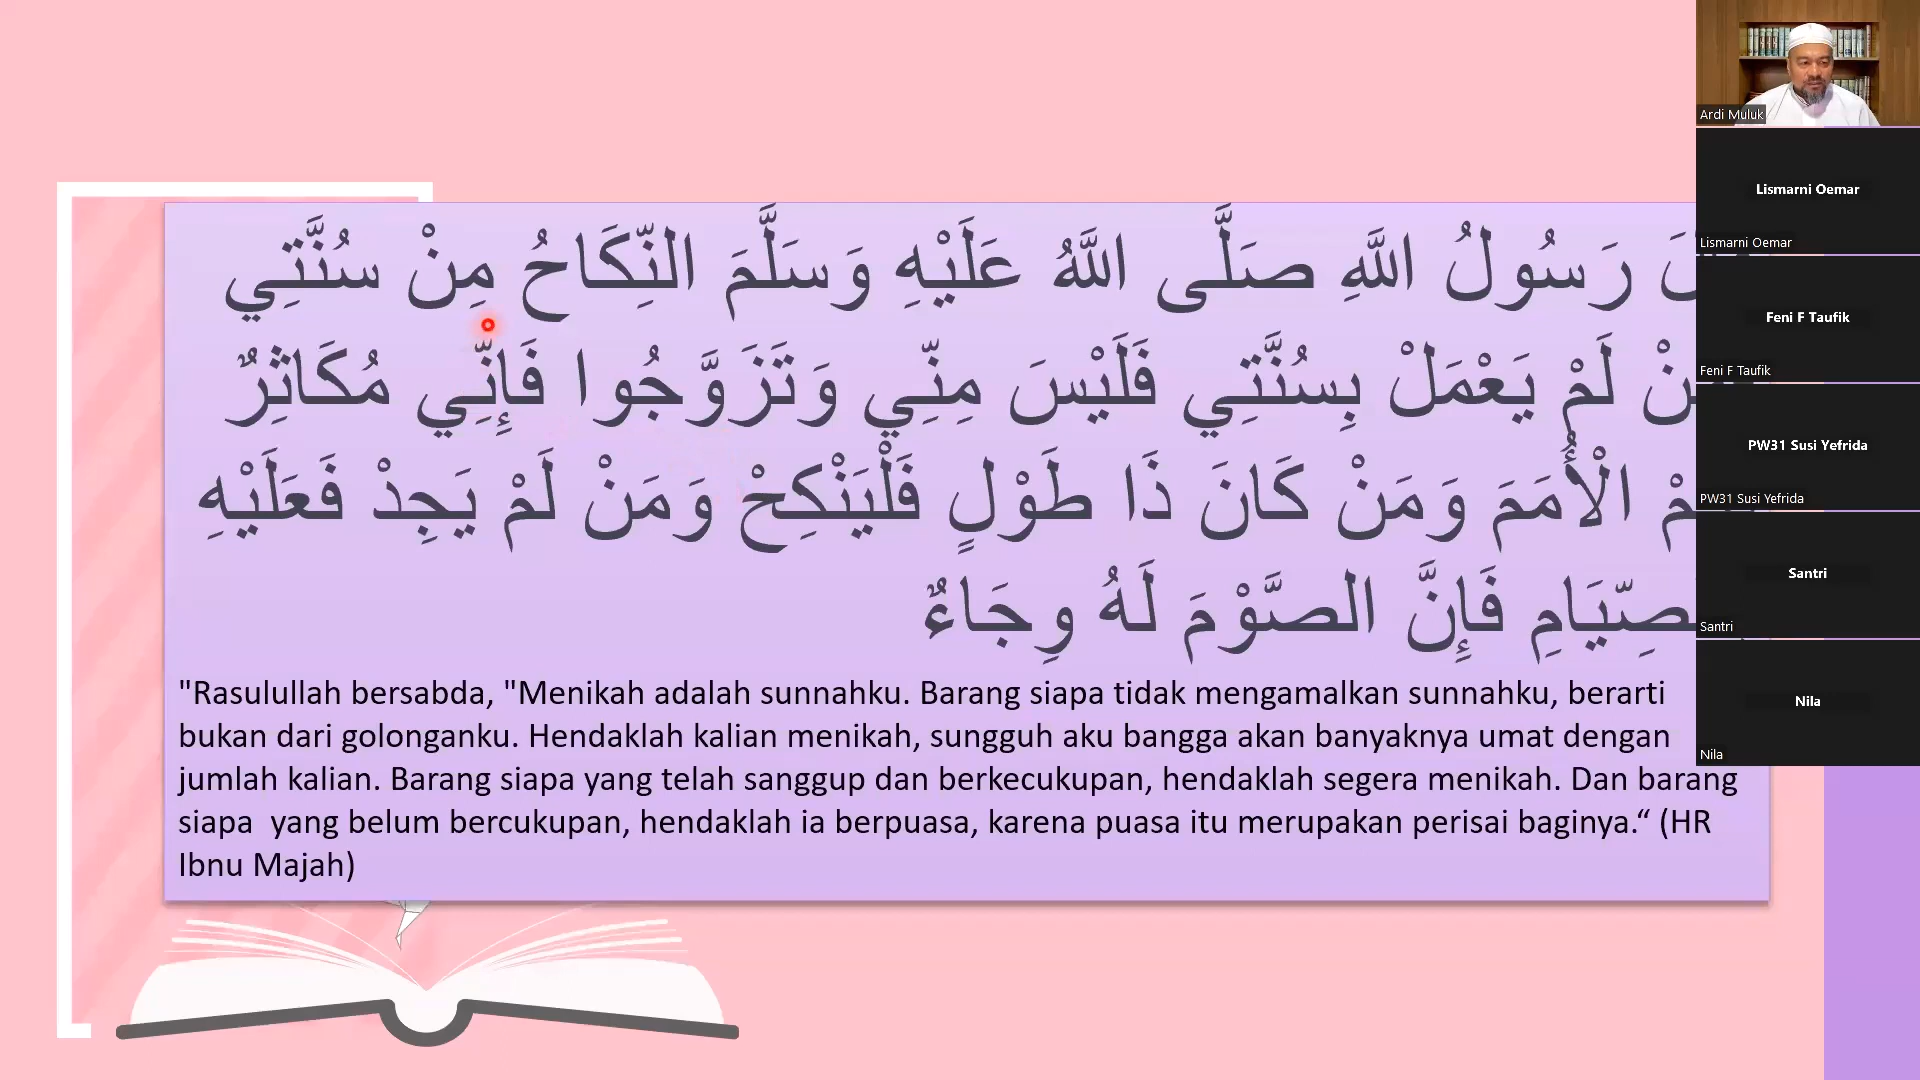 رَسُولُ اللَّهِ صَلَّى اللَّهُ عَلَيْهِ وَسَلَّمَ النِّكَاحُ مِنْ سُنَّتِي
لَمْ يَعْمَلْ بِسُنَّتِي فَلَيْسَ مِنِّي وَتَزَوَّجُوا فَإِنِّي مُكَاثِرٌ
الْأُمَمَ وَمَنْ كَانَ ذَا طَوْلٍ فَلْيَنْكِحْ وَمَنْ لَمْ يَجِدْ فَعَلَيْهِ
فَإِنَّ الصَّوْمَ لَهُ وِجَاءٌ
"Rasulullah bersabda, "Menikah adalah sunnahku. Barang siapa tidak mengamalkan sunnahku, berarti
bukan dari golonganku. Hendaklah kalian menikah, sungguh aku bangga akan banyaknya umat dengan
jumlah kalian. Barang siapa yang telah sanggup dan berkecukupan, hendaklah segera menikah. Dan barang
siapa  yang belum bercukupan, hendaklah ia berpuasa, karena puasa itu merupakan perisai baginya.“ (HR
Ibnu Majah)
Ardi Muluk
Lismarni Oemar
Lismarni Oemar
Feni F Taufik
Feni F Taufik
PW31 Susi Yefrida
PW31 Susi Yefrida
Santri
Santri
Nila
Nila